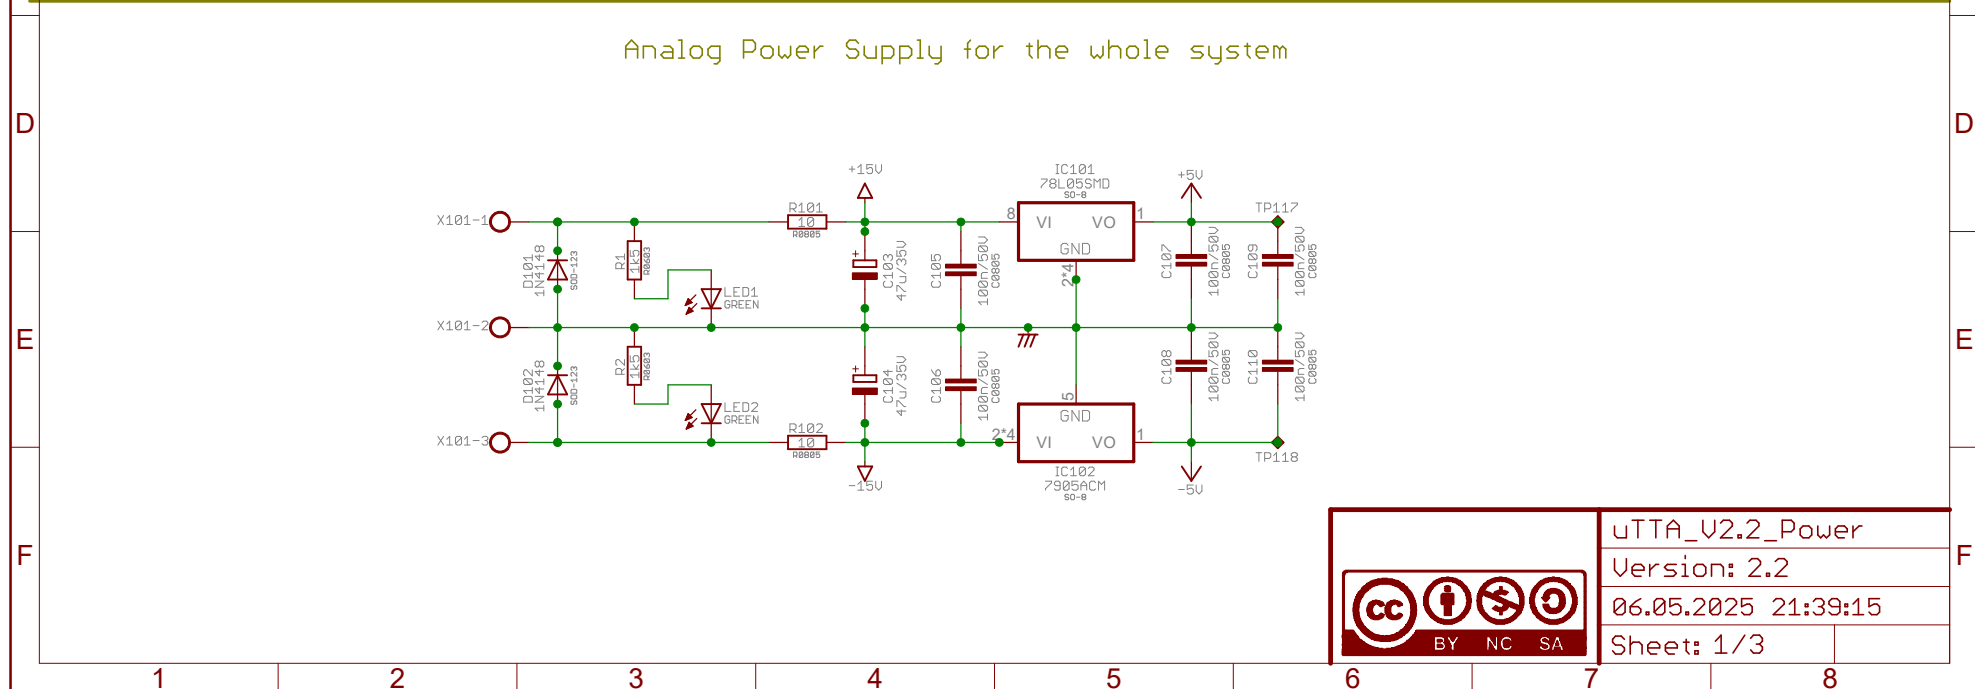 Analog Power Supply for the whole system
D
D
+15V
IC101
78L05SMD
SO-8
+5V
TP117
X101-1
R101
10
R0805
8
VI
VO
1
GND
2*4
D101
1N4148
SOD-123
R1
1k5
R0603
LED1
GREEN
+
C103
47u/35V
C105
100n/50V
C0805
C107
100n/50V
C0805
C109
100n/50V
C0805
E
E
X101-2
D102
1N4148
SOD-123
R2
1k5
R0603
LED2
GREEN
+
C104
47u/35V
C106
100n/50V
C0805
C108
100n/50V
C0805
C110
100n/50V
C0805
5
GND
X101-3
R102
10
R0805
2*4
VI
VO
1
TP118
-15V
IC102
7905ACM
SO-8
-5V
F
F
uTTA_V2.2_Power
Version: 2.2
06.05.2025 21:39:15
Sheet: 1/3
cc
$
BY NC SA
1 2 3 4 5 6 7 8